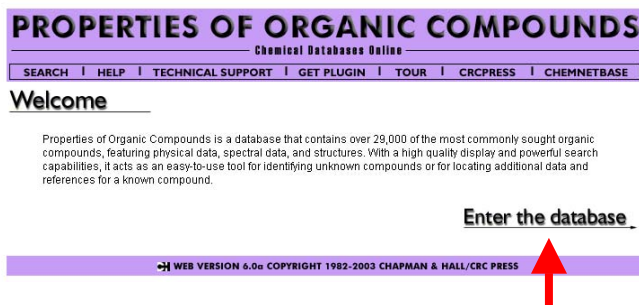 PROPERTIES OF ORGANIC COMPOUNDS
Chemical Databases Online
SEARCH | HELP | TECHNICAL SUPPORT | GET PLUGIN | TOUR | CRCPRESS | CHEMNETBASE
Welcome
Properties of Organic Compounds is a database that contains over 29,000 of the most commonly sought organic
compounds, featuring physical data, spectral data, and structures. With a high quality display and powerful search
capabilities, it acts as an easy-to-use tool for identifying unknown compounds or for locating additional data and
references for a known compound.
Enter the database
WEB VERSION 6.0a COPYRIGHT 1982-2003 CHAPMAN & HALL/CRC PRESS